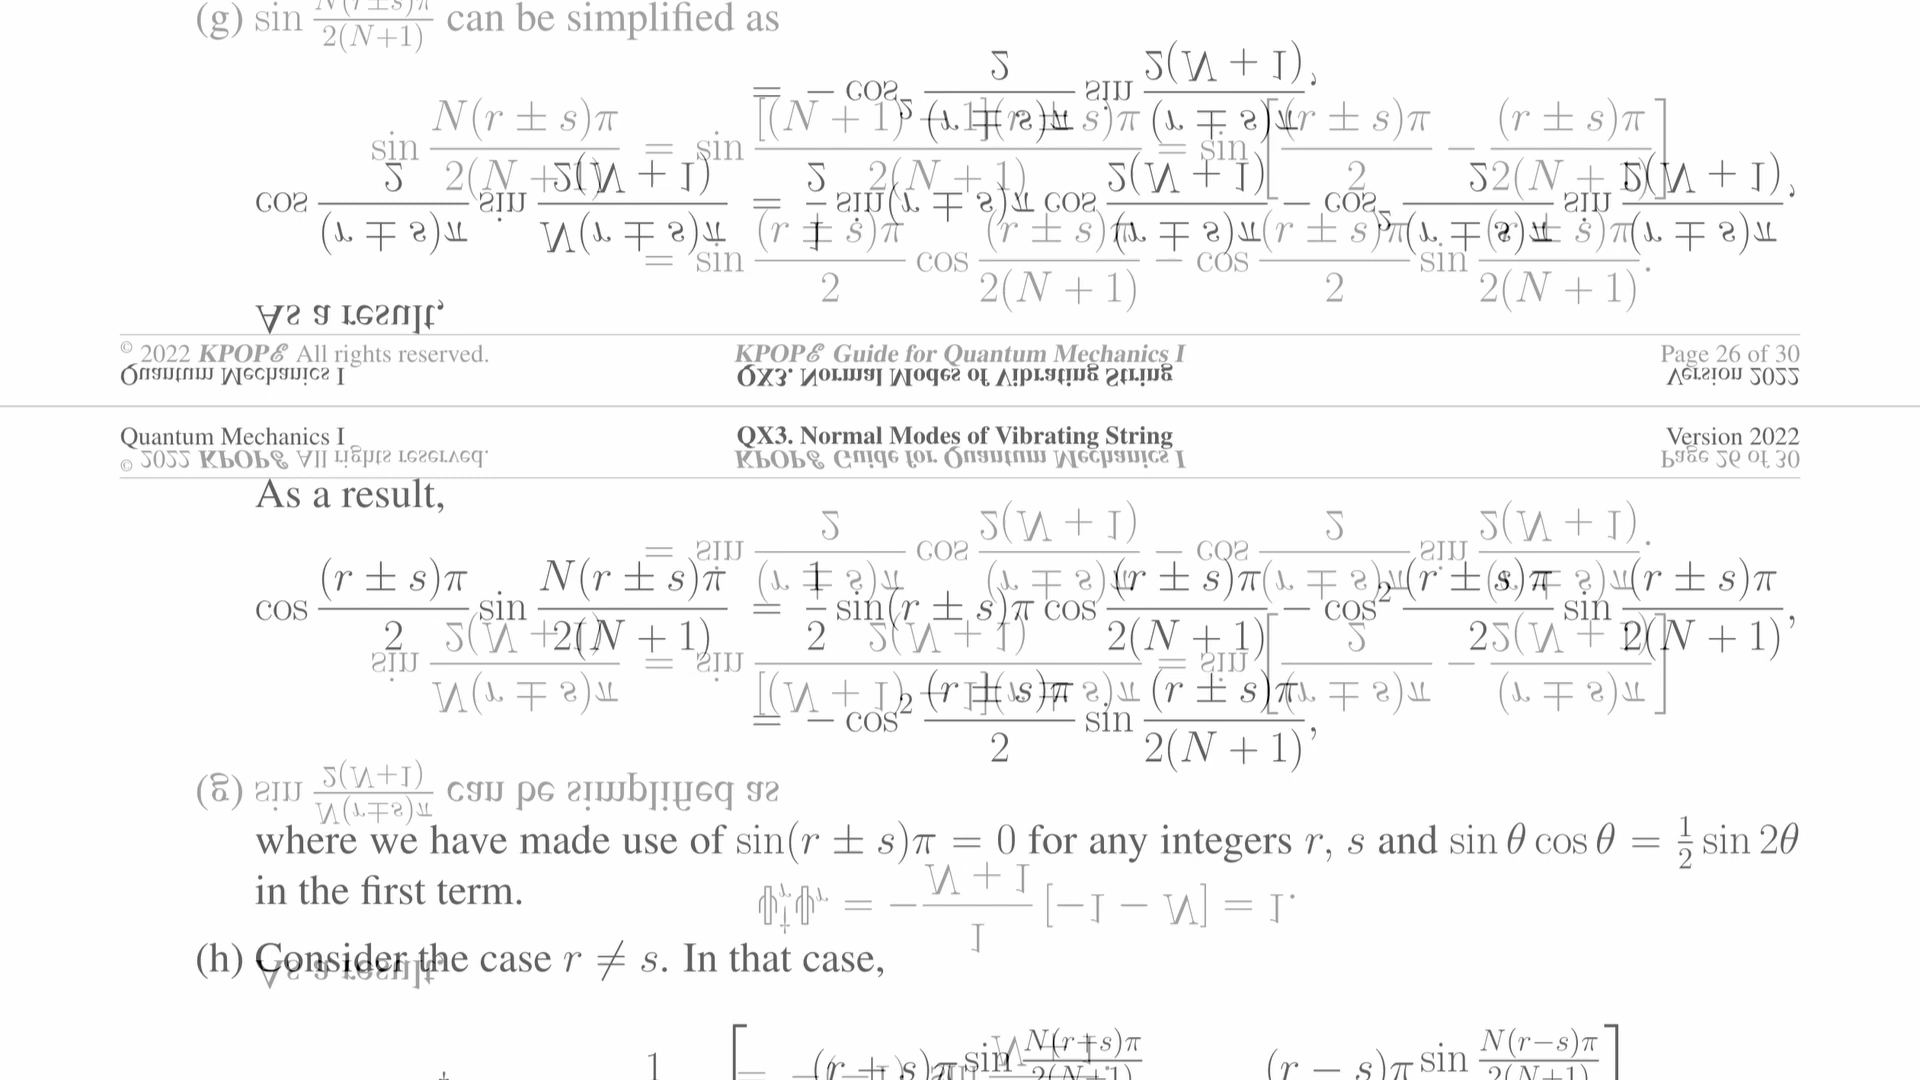 (g) sin N(r±s)π/2(N+1) can be simplified as
sin N(r ± s)π/2(N + 1) = sin [(N + 1) − 1](r ± s)π/2(N + 1) = sin [(r ± s)π/2 − (r ± s)π/2(N + 1)]
= sin (r ± s)π/2 cos (r ± s)π/2(N + 1) − cos (r ± s)π/2 sin (r ± s)π/2(N + 1).
© 2022 KPOPE All rights reserved. KPOPE Guide for Quantum Mechanics I Page 26 of 30
Quantum Mechanics I QX3. Normal Modes of Vibrating String Version 2022
As a result,
cos (r ± s)π/2 sin N(r ± s)π/2(N + 1) = 1/2 sin(r ± s)π cos (r ± s)π/2(N + 1) − cos² (r ± s)π/2 sin (r ± s)π/2(N + 1),
= − cos² (r ± s)π/2 sin (r ± s)π/2(N + 1),
where we have made use of sin(r ± s)π = 0 for any integers r, s and sin θ cos θ = 1/2 sin 2θ
in the first term.
(h) Consider the case r ≠ s. In that case,